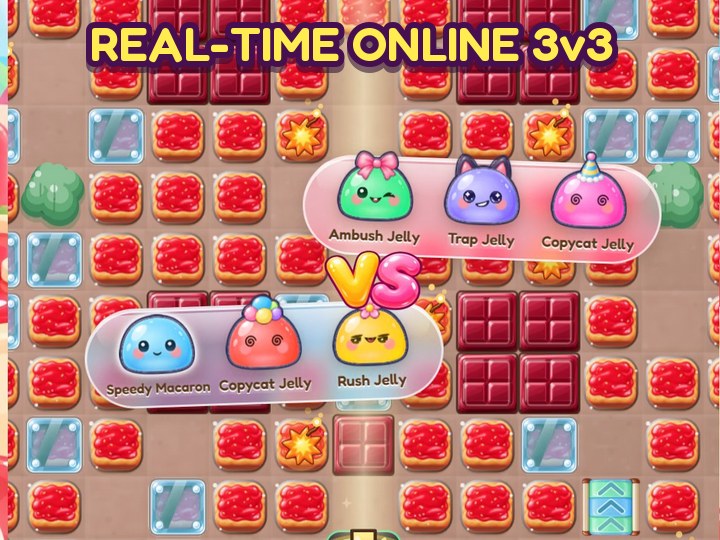 REAL-TIME ONLINE 3v3
Ambush Jelly
Trap Jelly
Copycat Jelly
VS
Speedy Macaron
Copycat Jelly
Rush Jelly